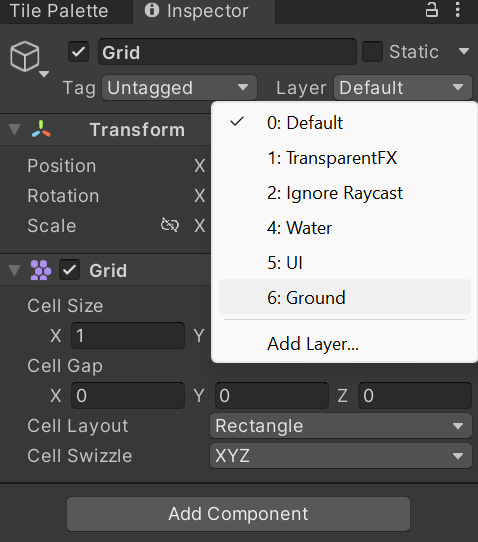 Tile Palette Inspector
Grid Static
Tag Untagged Layer Default
0: Default
Transform
1: TransparentFX
Position X
2: Ignore Raycast
Rotation X
4: Water
Scale X
5: UI
Grid
6: Ground
Cell Size
X 1 Y
Add Layer...
Cell Gap
X 0 Y 0 Z 0
Cell Layout Rectangle
Cell Swizzle XYZ
Add Component